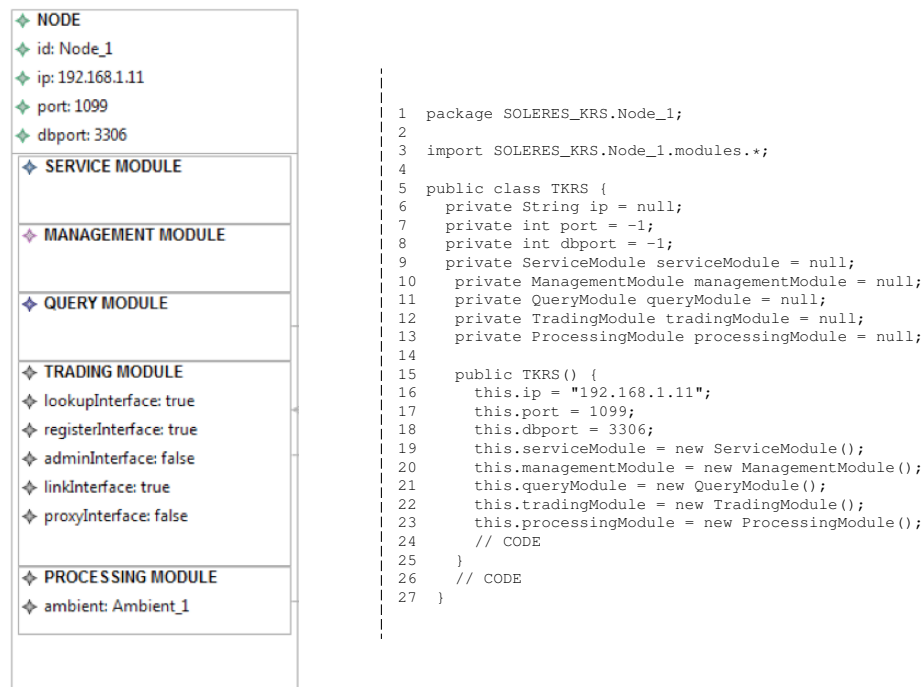 NODE
id: Node_1
ip: 192.168.1.11
port: 1099
dbport: 3306
SERVICE MODULE
MANAGEMENT MODULE
QUERY MODULE
TRADING MODULE
lookupInterface: true
registerInterface: true
adminInterface: false
linkInterface: true
proxyInterface: false
PROCESSING MODULE
ambient: Ambient_1
1 package SOLERES_KRS.Node_1;
2
3 import SOLERES_KRS.Node_1.modules.*;
4
5 public class TKRS {
6 private String ip = null;
7 private int port = -1;
8 private int dbport = -1;
9 private ServiceModule serviceModule = null;
10 private ManagementModule managementModule = null;
11 private QueryModule queryModule = null;
12 private TradingModule tradingModule = null;
13 private ProcessingModule processingModule = null;
14
15 public TKRS() {
16 this.ip = "192.168.1.11";
17 this.port = 1099;
18 this.dbport = 3306;
19 this.serviceModule = new ServiceModule();
20 this.managementModule = new ManagementModule();
21 this.queryModule = new QueryModule();
22 this.tradingModule = new TradingModule();
23 this.processingModule = new ProcessingModule();
24 // CODE
25 }
26 // CODE
27 }